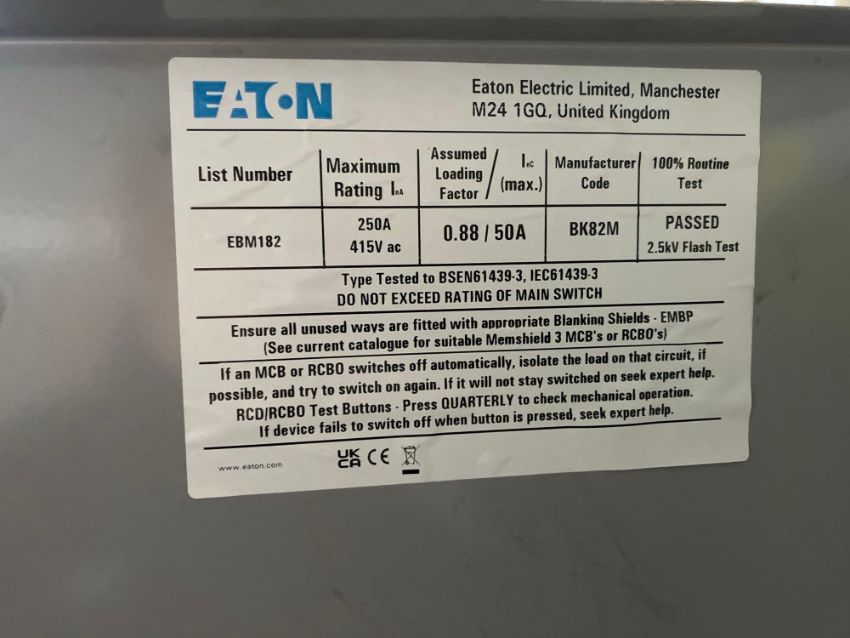 EATON
Eaton Electric Limited, Manchester
M24 1GQ, United Kingdom
List Number
Maximum
Rating InA
Assumed
Loading
Factor / Inc
(max.)
Manufacturer
Code
100% Routine
Test
EBM182
250A
415V ac
0.88 / 50A
BK82M
PASSED
2.5kV Flash Test
Type Tested to BSEN61439-3, IEC61439-3
DO NOT EXCEED RATING OF MAIN SWITCH
Ensure all unused ways are fitted with appropriate Blanking Shields - EMBP
(See current catalogue for suitable Memshield 3 MCB's or RCBO's)
If an MCB or RCBO switches off automatically, isolate the load on that circuit, if
possible, and try to switch on again. If it will not stay switched on seek expert help.
RCD/RCBO Test Buttons - Press QUARTERLY to check mechanical operation.
If device fails to switch off when button is pressed, seek expert help.
www.eaton.com
UK
CA CE